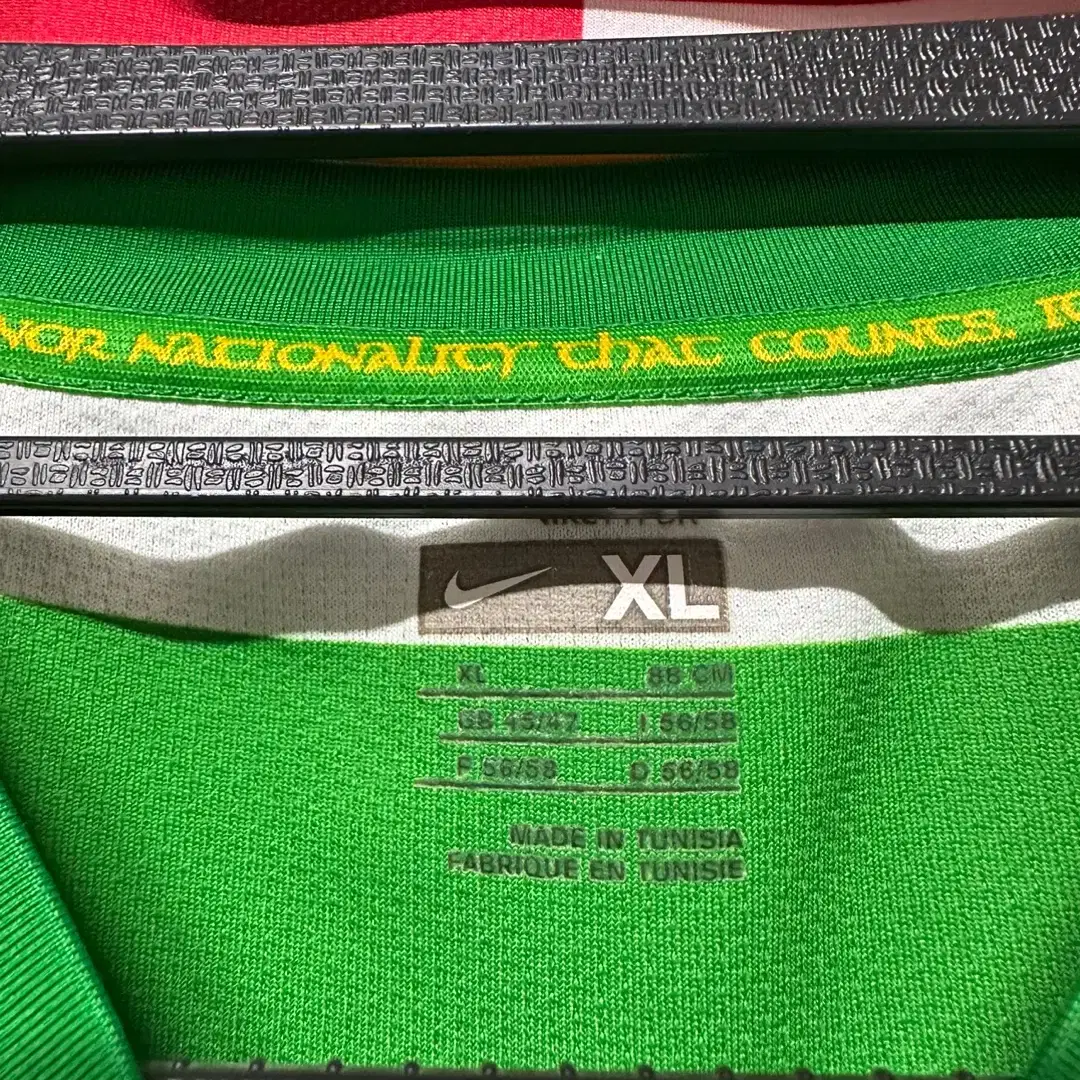 NOR NATIONALITY THAT COUNTS.
XL
XL 88 CM
GB 45/47 I 56/58
F 56/58 D 56/58
MADE IN TUNISIA
FABRIQUE EN TUNISIE